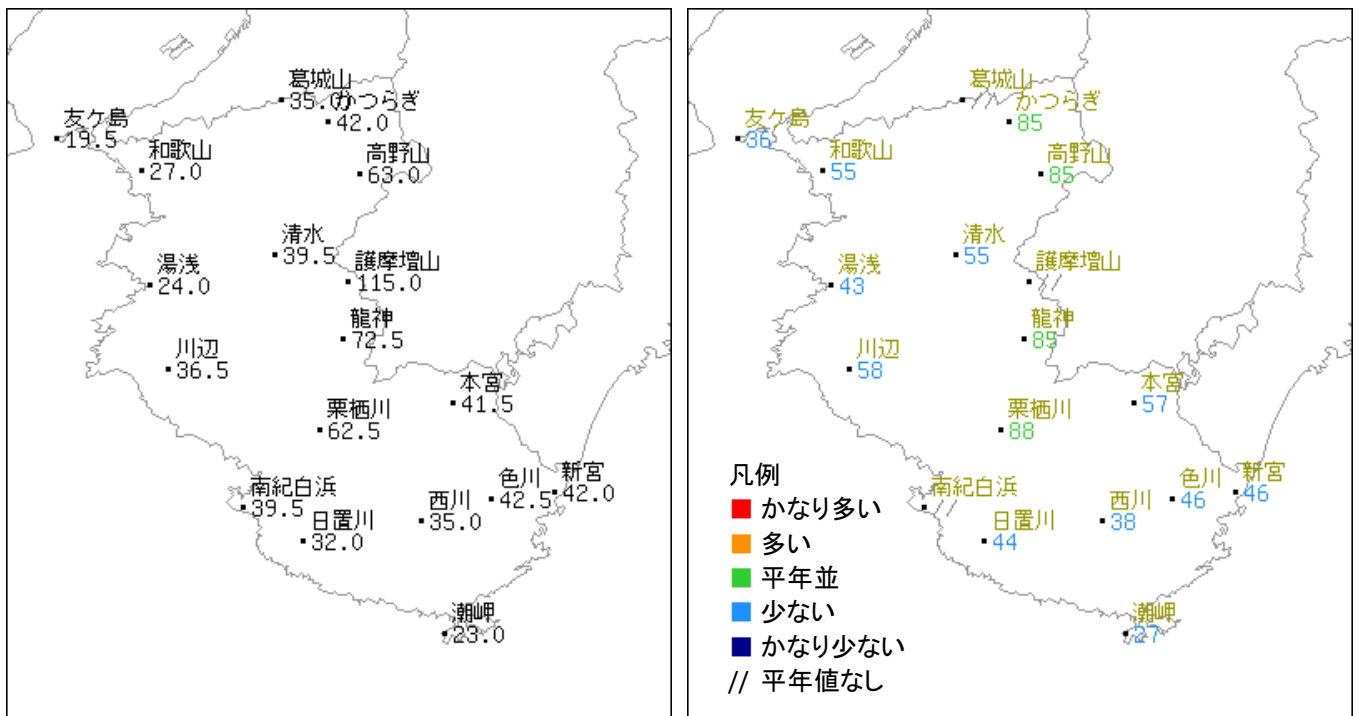 葛城山
35.0
かつらぎ
42.0
友ケ島
19.5
和歌山
27.0
高野山
63.0
清水
39.5
湯浅
24.0
護摩壇山
115.0
龍神
72.5
川辺
36.5
本宮
41.5
栗栖川
62.5
南紀白浜
39.5
日置川
32.0
西川
35.0
色川
42.5
新宮
42.0
潮岬
23.0
葛城山
//
かつらぎ
85
友ケ島
36
和歌山
55
高野山
85
清水
55
湯浅
43
護摩壇山
//
龍神
85
川辺
58
本宮
57
栗栖川
88
南紀白浜
//
日置川
44
西川
38
色川
46
新宮
46
潮岬
27
凡例
かなり多い
多い
平年並
少ない
かなり少ない
// 平年値なし